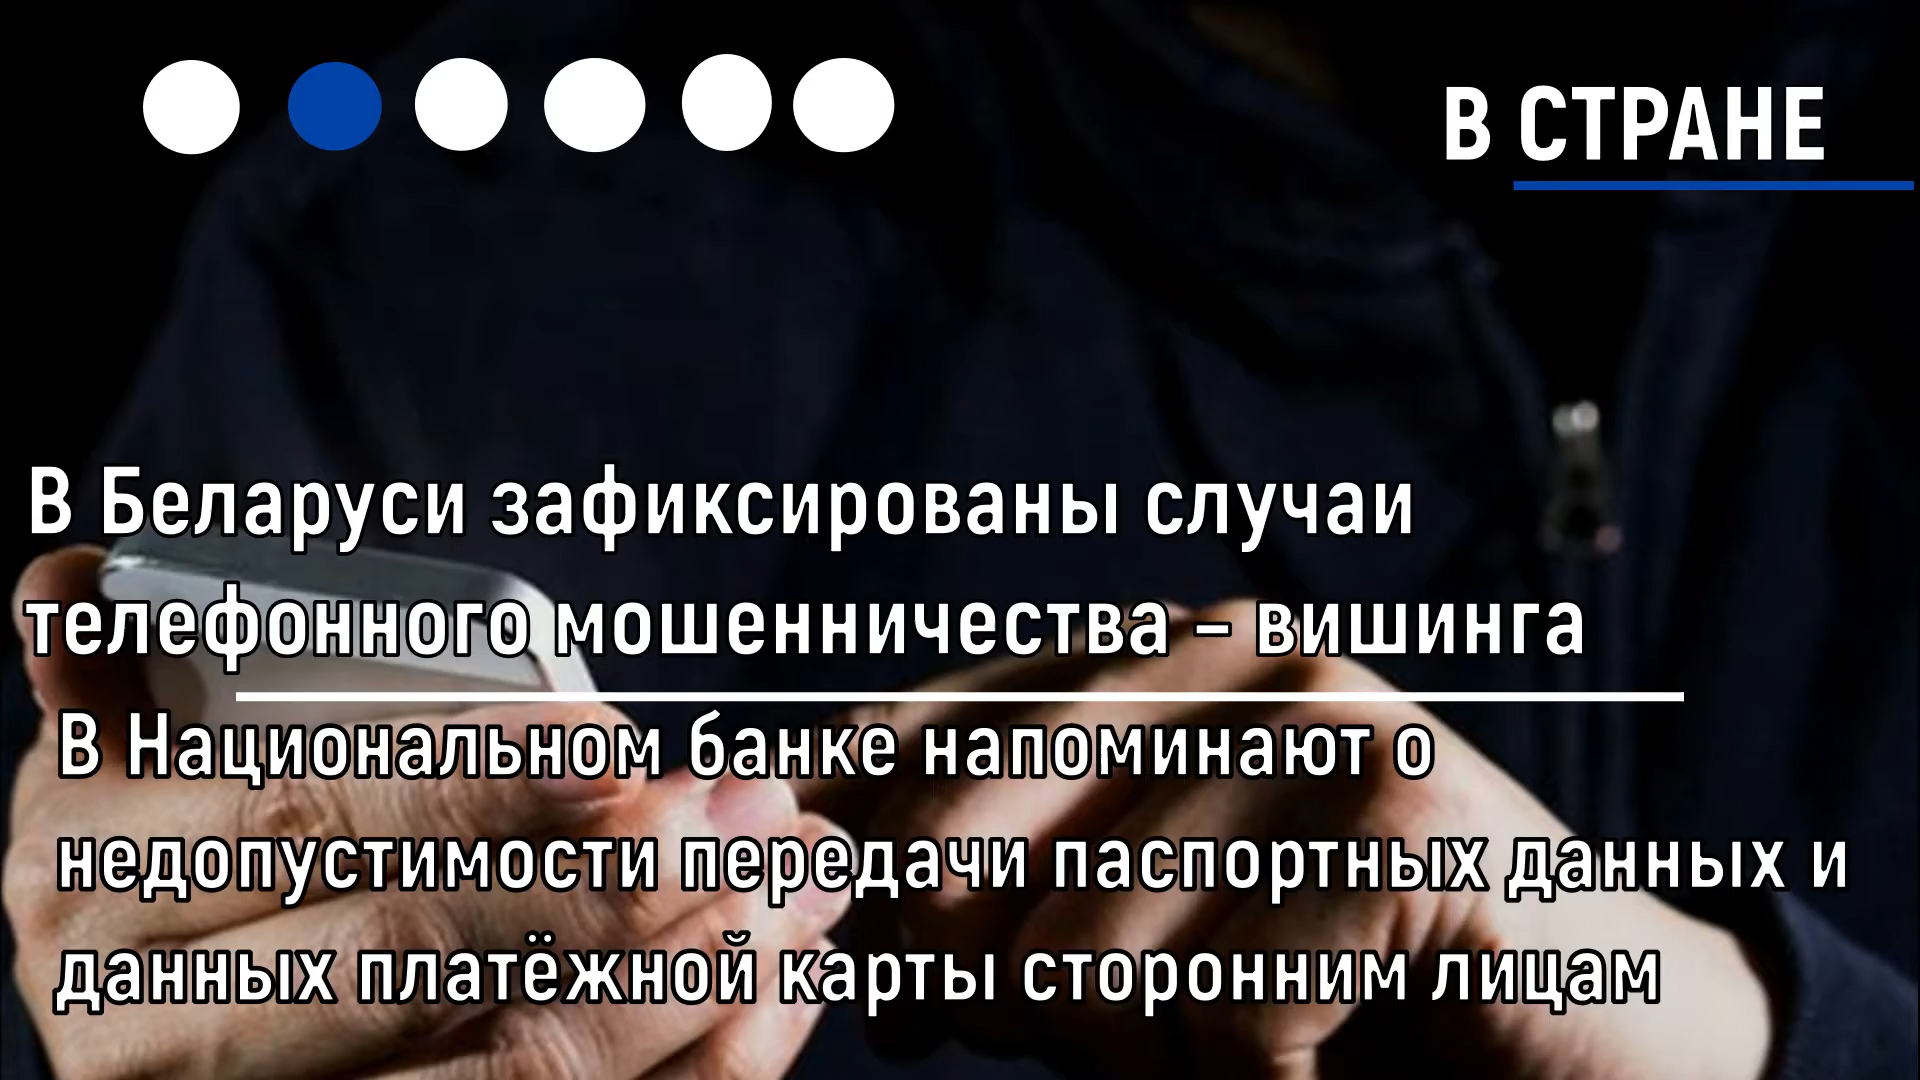 В СТРАНЕ
В Беларуси зафиксированы случаи
телефонного мошенничества – вишинга
В Национальном банке напоминают о
недопустимости передачи паспортных данных и
данных платёжной карты сторонним лицам